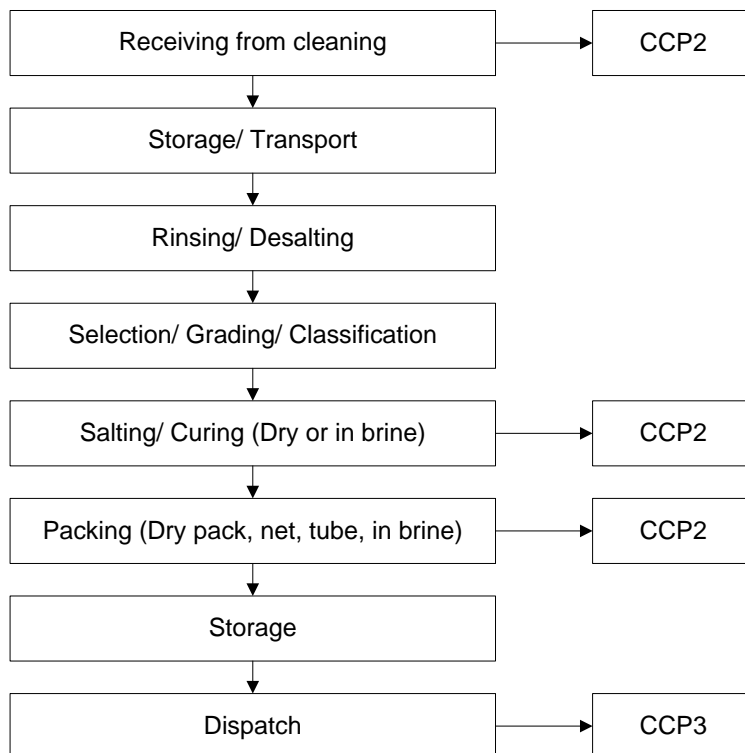 Receiving from cleaning
CCP2
Storage/ Transport
Rinsing/ Desalting
Selection/ Grading/ Classification
Salting/ Curing (Dry or in brine)
CCP2
Packing (Dry pack, net, tube, in brine)
CCP2
Storage
Dispatch
CCP3